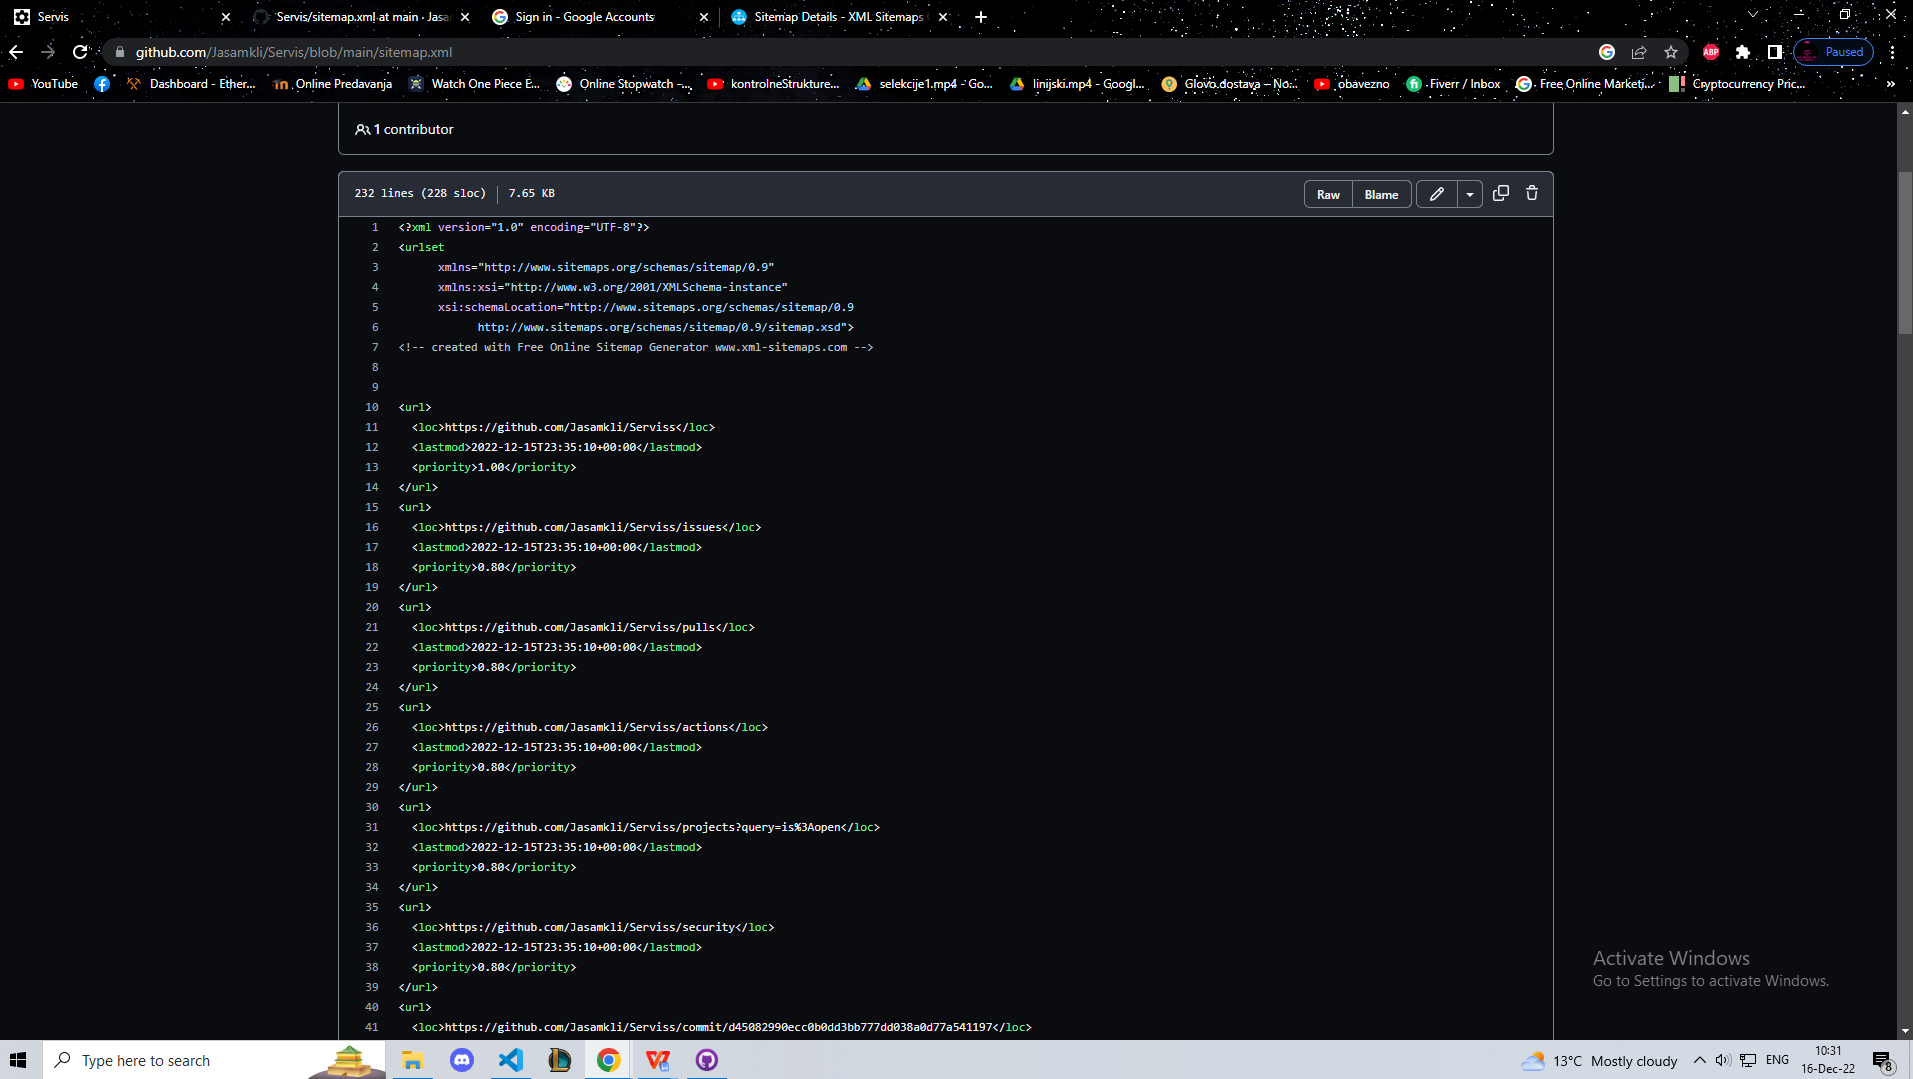 Servis
Servis/sitemap.xml at main · Jasa
Sign in - Google Accounts
Sitemap Details - XML Sitemaps
github.com/Jasamkli/Servis/blob/main/sitemap.xml
Paused
YouTube
Dashboard - Ether...
Online Predavanja
Watch One Piece E...
Online Stopwatch -...
kontrolneStrukture...
selekcije1.mp4 - Go...
linijski.mp4 - Googl...
Glovo dostava – No...
obavezno
Fiverr / Inbox
Free Online Marketi...
Cryptocurrency Pric...
»
1 contributor
232 lines (228 sloc) 7.65 KB
Raw Blame
1 <?xml version="1.0" encoding="UTF-8"?>
2 <urlset
3 xmlns="http://www.sitemaps.org/schemas/sitemap/0.9"
4 xmlns:xsi="http://www.w3.org/2001/XMLSchema-instance"
5 xsi:schemaLocation="http://www.sitemaps.org/schemas/sitemap/0.9
6 http://www.sitemaps.org/schemas/sitemap/0.9/sitemap.xsd">
7 <!-- created with Free Online Sitemap Generator www.xml-sitemaps.com -->
8
9
10 <url>
11 <loc>https://github.com/Jasamkli/Serviss</loc>
12 <lastmod>2022-12-15T23:35:10+00:00</lastmod>
13 <priority>1.00</priority>
14 </url>
15 <url>
16 <loc>https://github.com/Jasamkli/Serviss/issues</loc>
17 <lastmod>2022-12-15T23:35:10+00:00</lastmod>
18 <priority>0.80</priority>
19 </url>
20 <url>
21 <loc>https://github.com/Jasamkli/Serviss/pulls</loc>
22 <lastmod>2022-12-15T23:35:10+00:00</lastmod>
23 <priority>0.80</priority>
24 </url>
25 <url>
26 <loc>https://github.com/Jasamkli/Serviss/actions</loc>
27 <lastmod>2022-12-15T23:35:10+00:00</lastmod>
28 <priority>0.80</priority>
29 </url>
30 <url>
31 <loc>https://github.com/Jasamkli/Serviss/projects?query=is%3Aopen</loc>
32 <lastmod>2022-12-15T23:35:10+00:00</lastmod>
33 <priority>0.80</priority>
34 </url>
35 <url>
36 <loc>https://github.com/Jasamkli/Serviss/security</loc>
37 <lastmod>2022-12-15T23:35:10+00:00</lastmod>
38 <priority>0.80</priority>
39 </url>
40 <url>
41 <loc>https://github.com/Jasamkli/Serviss/commit/d45082990ecc0b0dd3bb777dd038a0d77a541197</loc>
Activate Windows
Go to Settings to activate Windows.
Type here to search
13°C Mostly cloudy
ENG
10:31
16-Dec-22
8